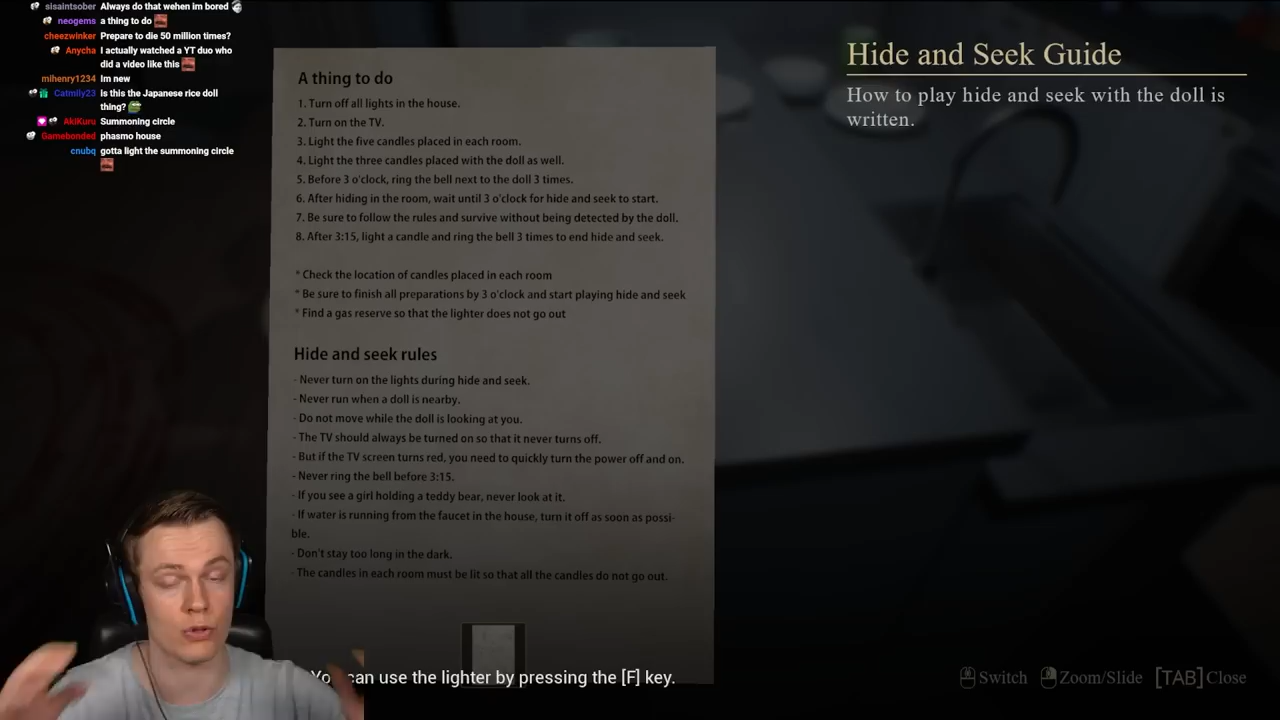 sisaintsober Always do that wehen im bored
neogems a thing to do
cheezwinker Prepare to die 50 million times?
Anycha I actually watched a YT duo who
did a video like this
mihenry1234 Im new
Catmily23 Is this the Japanese rice doll
thing?
AkiKuru Summoning circle
Gamebonded phasmo house
cnubq gotta light the summoning circle
A thing to do
1. Turn off all lights in the house.
2. Turn on the TV.
3. Light the five candles placed in each room.
4. Light the three candles placed with the doll as well.
5. Before 3 o'clock, ring the bell next to the doll 3 times.
6. After hiding in the room, wait until 3 o'clock for hide and seek to start.
7. Be sure to follow the rules and survive without being detected by the doll.
8. After 3:15, light a candle and ring the bell 3 times to end hide and seek.
* Check the location of candles placed in each room
* Be sure to finish all preparations by 3 o'clock and start playing hide and seek
* Find a gas reserve so that the lighter does not go out
Hide and seek rules
- Never turn on the lights during hide and seek.
- Never run when a doll is nearby.
- Do not move while the doll is looking at you.
- The TV should always be turned on so that it never turns off.
- But if the TV screen turns red, you need to quickly turn the power off and on.
- Never ring the bell before 3:15.
- If you see a girl holding a teddy bear, never look at it.
- If water is running from the faucet in the house, turn it off as soon as possi-
ble.
- Don't stay too long in the dark.
- The candles in each room must be lit so that all the candles do not go out.
Hide and Seek Guide
How to play hide and seek with the doll is
written.
You can use the lighter by pressing the [F] key.
Switch Zoom/Slide [TAB] Close